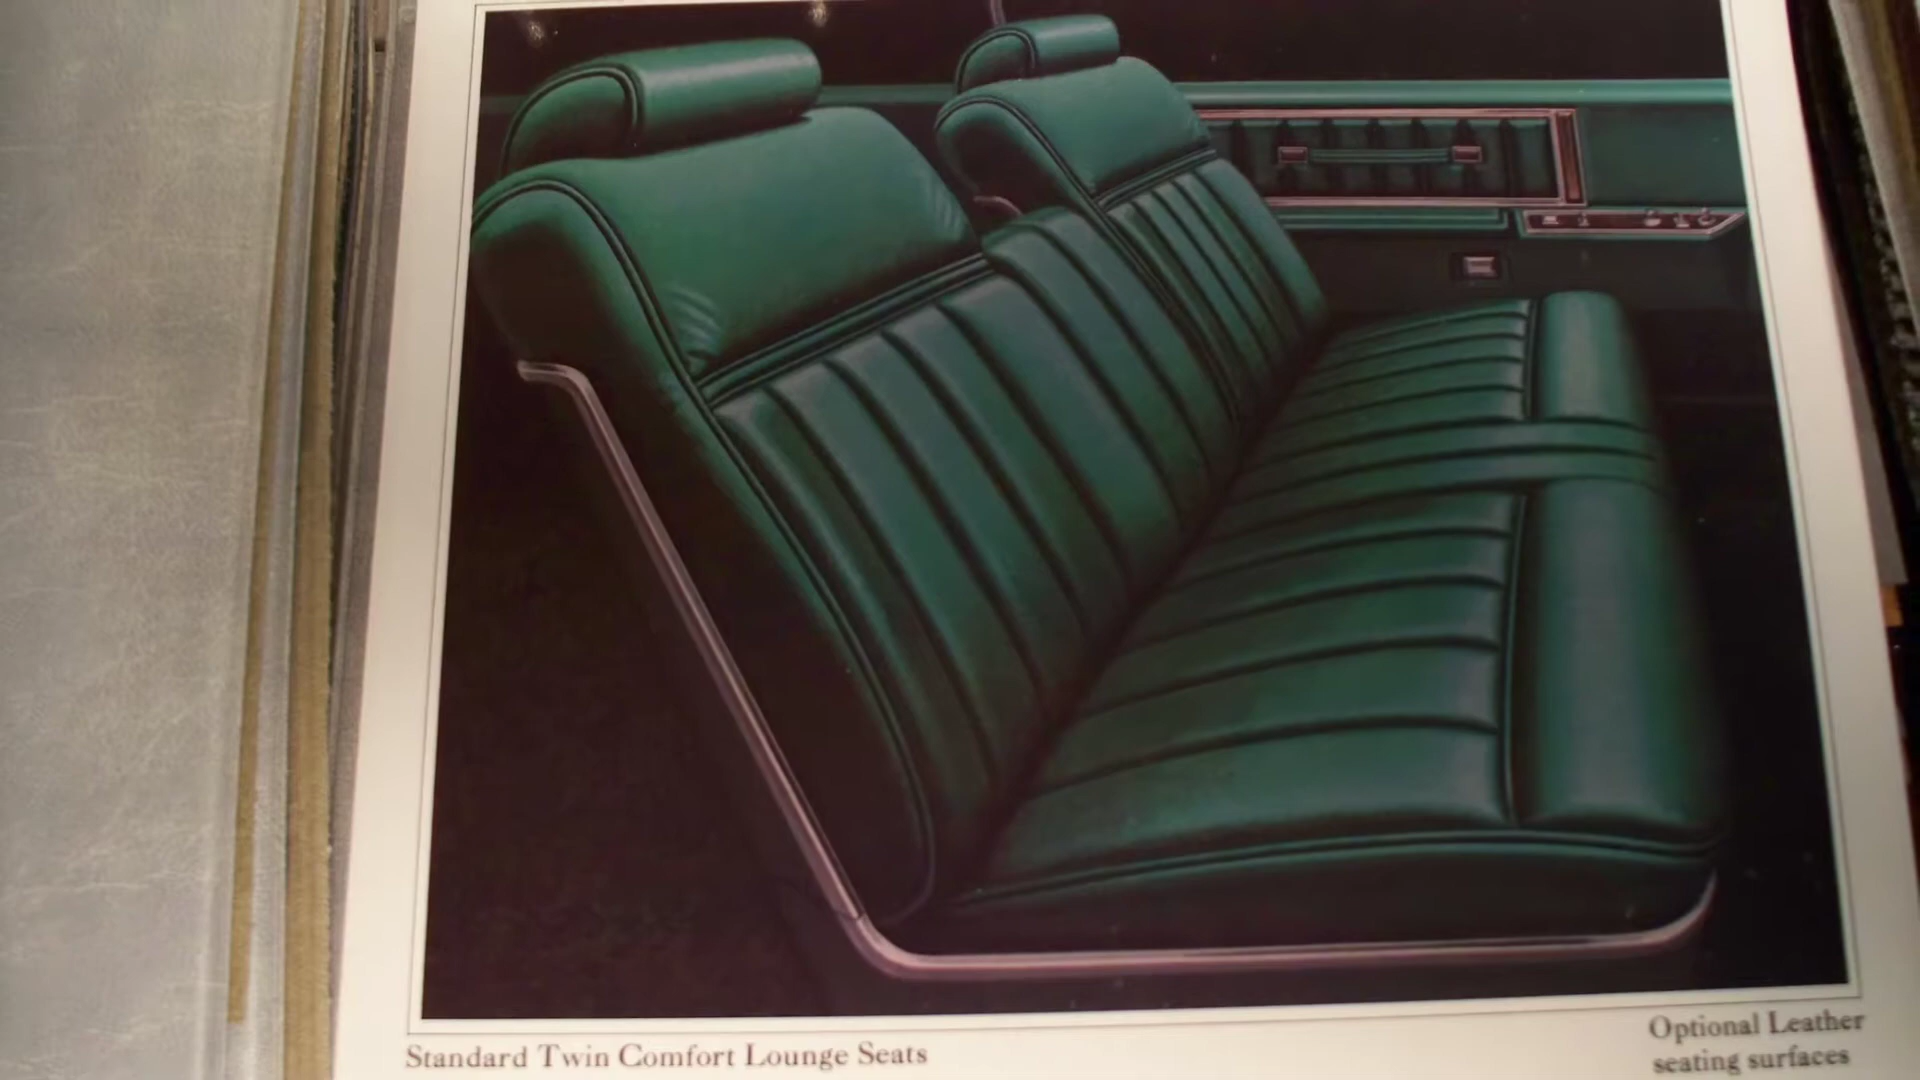 Standard Twin Comfort Lounge Seats
Optional Leather
seating surfaces